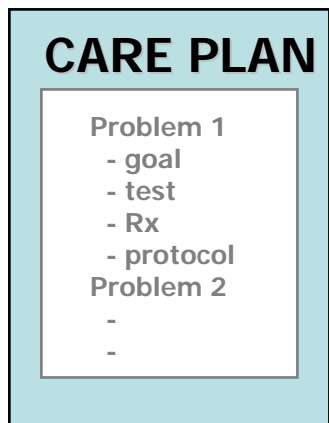 CARE PLAN
Problem 1
- goal
- test
- Rx
- protocol
Problem 2
-
-